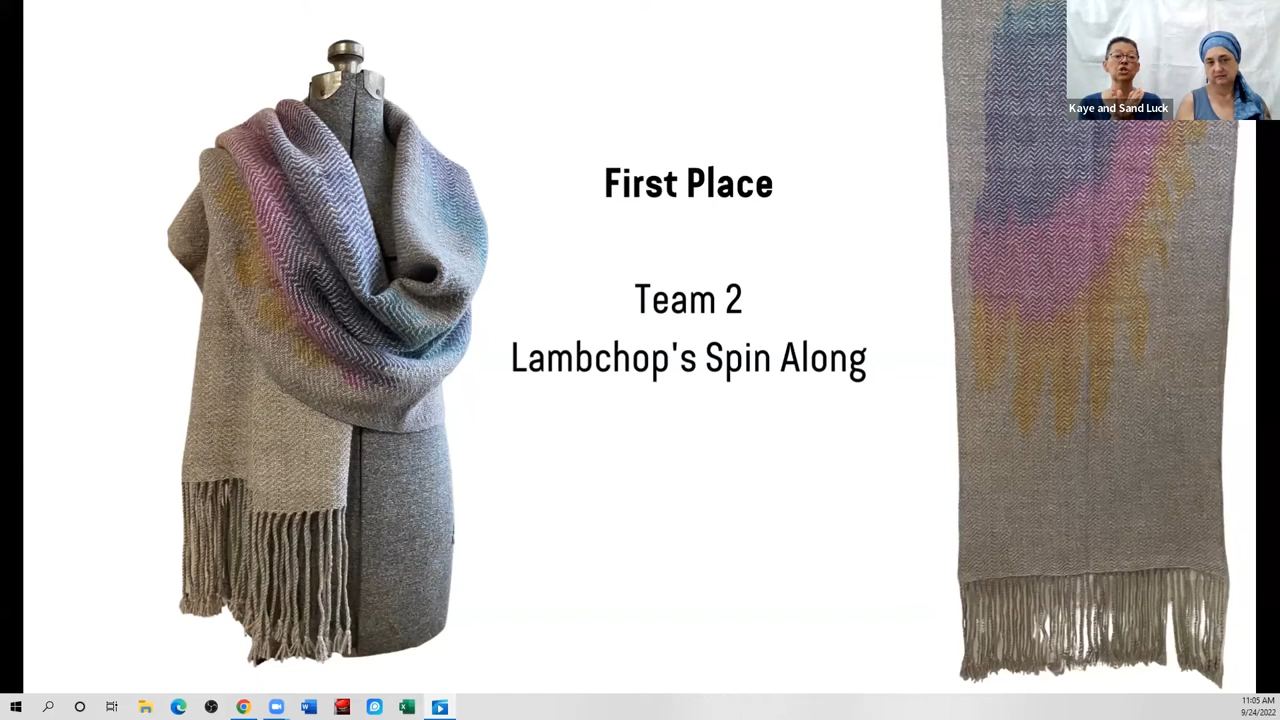 Kaye and Sand Luck
First Place
Team 2
Lambchop's Spin Along
11:05 AM
9/24/2022